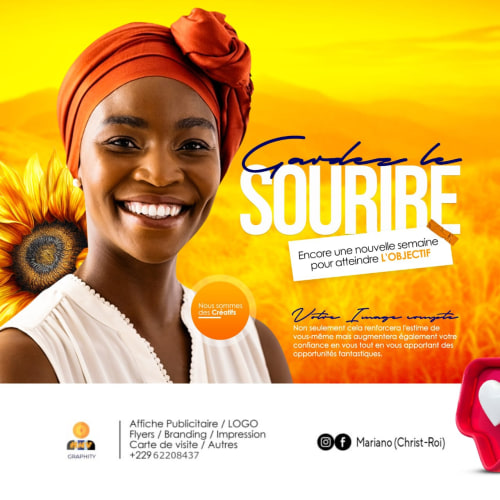 Gardez le
SOURIRE
Encore une nouvelle semaine
pour atteindre L'OBJECTIF
Nous sommes
des Créatifs
Votre Image compte
Non seulement cela renforcera l'estime de
vous-même mais augmentera également votre
confiance en vous tout en vous apportant des
opportunités fantastiques.
GRAPHITY
Affiche Publicitaire / LOGO
Flyers / Branding / Impression
Carte de visite / Autres
+229 62208437
Mariano (Christ-Roi)